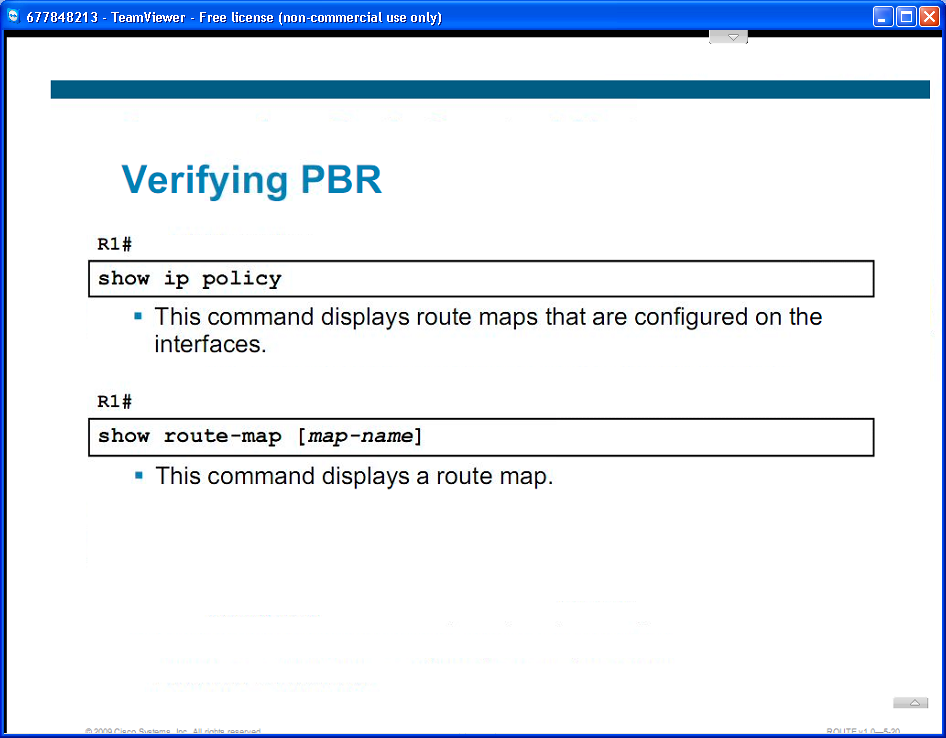 677848213 - TeamViewer - Free license (non-commercial use only)
Verifying PBR
R1#
show ip policy
This command displays route maps that are configured on the
interfaces.
R1#
show route-map [map-name]
This command displays a route map.
© 2009 Cisco Systems, Inc. All rights reserved.
ROUTE v1.0—5-20